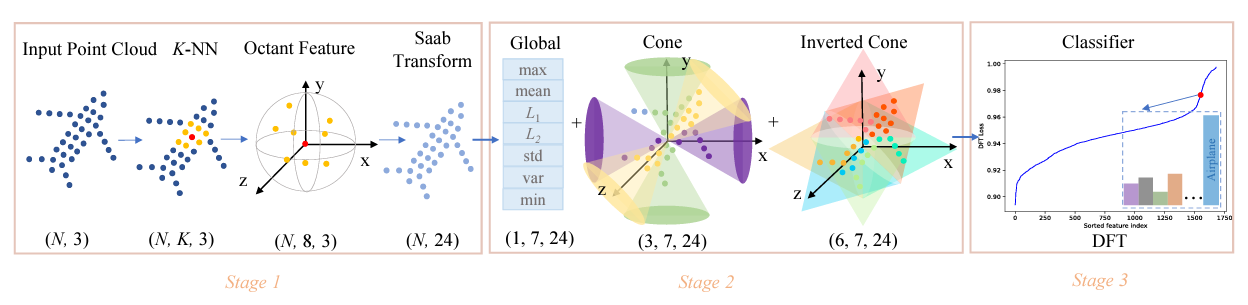 Input Point Cloud
K-NN
Octant Feature
Saab
Transform
y
x
z
(N, 3)
(N, K, 3)
(N, 8, 3)
(N, 24)
Stage 1
Global
max
mean
L1
L2
std
var
min
(1, 7, 24)
+
Cone
y
x
z
(3, 7, 24)
+
Inverted Cone
y
x
z
(6, 7, 24)
Stage 2
Classifier
1.00
0.98
0.96
0.94
0.92
0.90
DFT Loss
0
250
500
750
1000
1250
1500
1750
Sorted feature index
Airplane
...
DFT
Stage 3